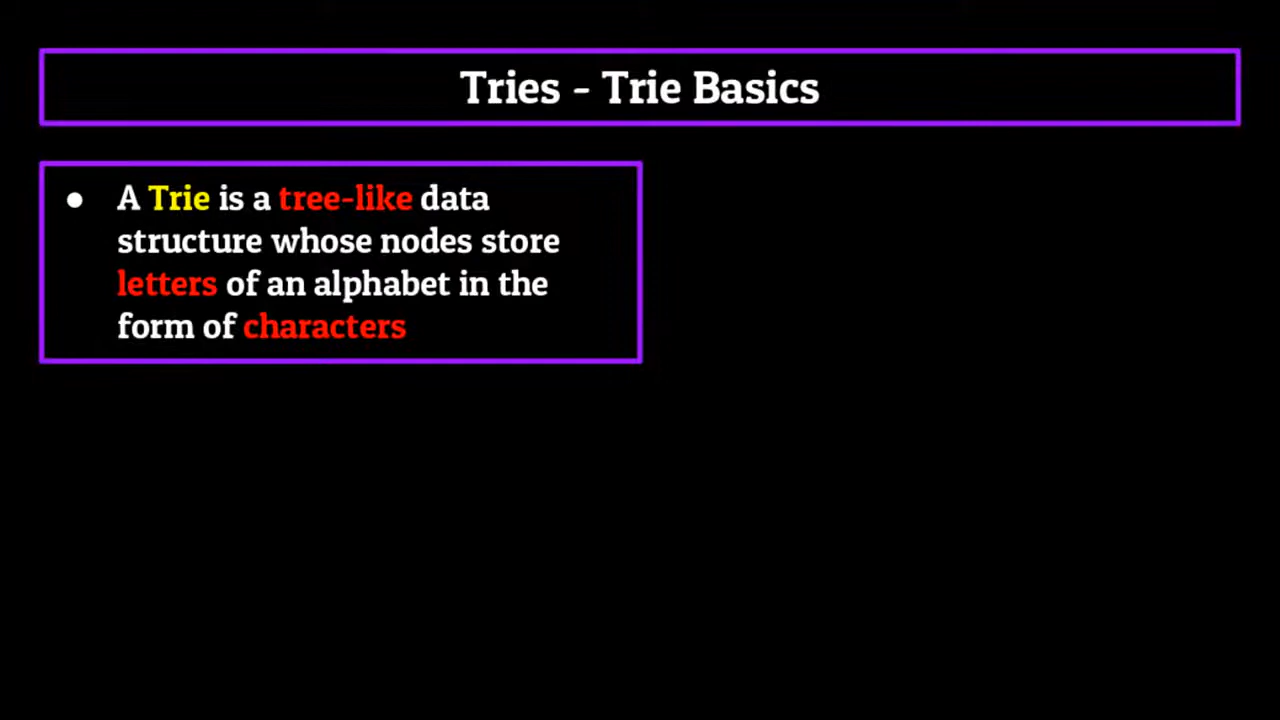 Tries - Trie Basics
● A Trie is a tree-like data
structure whose nodes store
letters of an alphabet in the
form of characters